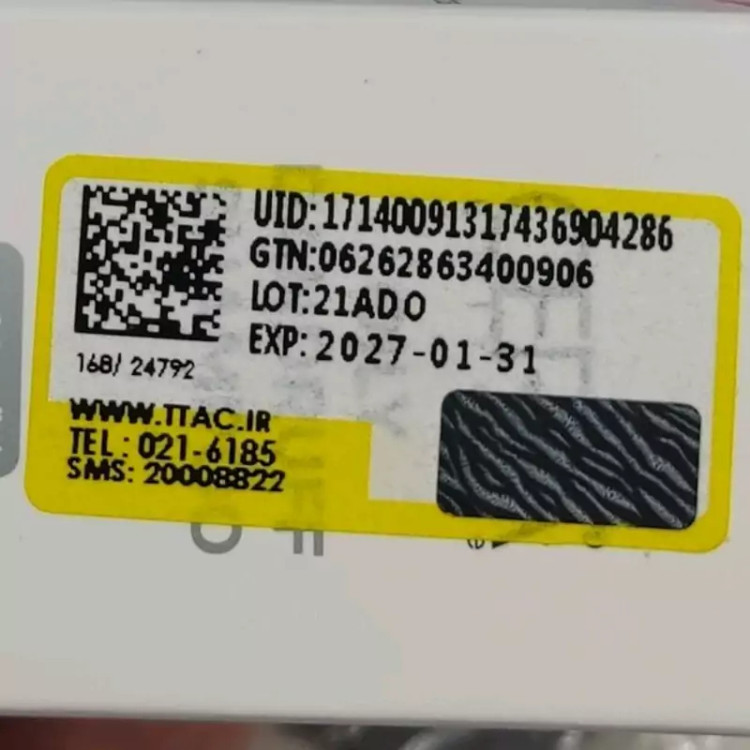 UID:17140091317436904286
GTN:06262863400906
LOT:21ADO
EXP:2027-01-31
168/ 24792
WWW.TTAC.IR
TEL: 021-6185
SMS: 20008822